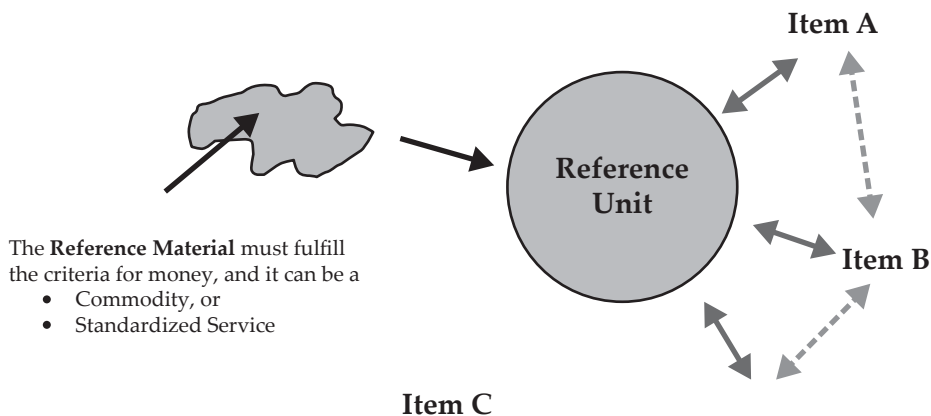 Item A
Reference
Unit
The Reference Material must fulfill
the criteria for money, and it can be a
• Commodity, or
• Standardized Service
Item B
Item C